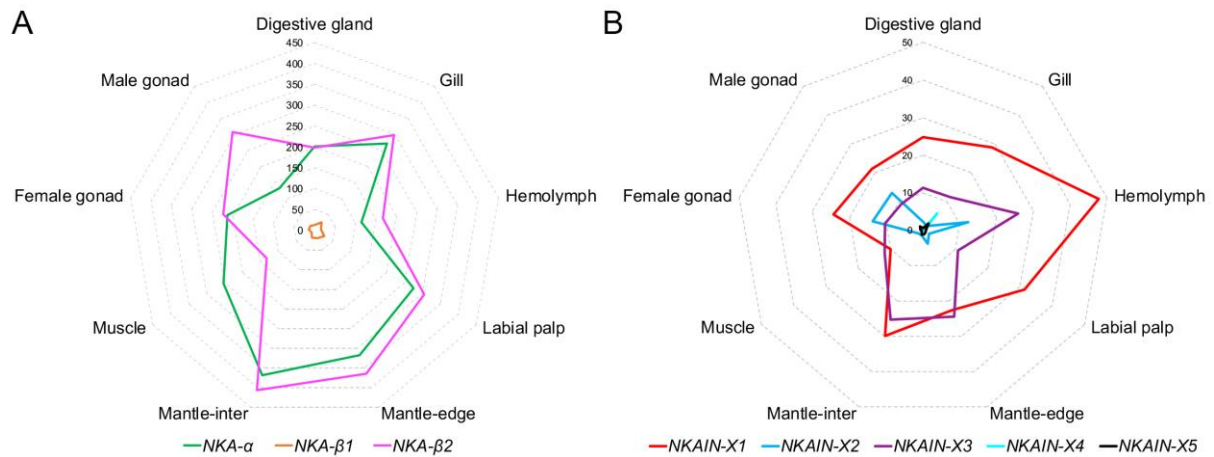 A
Digestive gland
450
400
350
300
250
200
150
100
50
0
Gill
Hemolymph
Labial palp
Mantle-edge
Mantle-inter
Muscle
Female gonad
Male gonad
NKA-α NKA-β1 NKA-β2
B
Digestive gland
50
40
30
20
10
0
Gill
Hemolymph
Labial palp
Mantle-edge
Mantle-inter
Muscle
Female gonad
Male gonad
NKAIN-X1 NKAIN-X2 NKAIN-X3 NKAIN-X4 NKAIN-X5